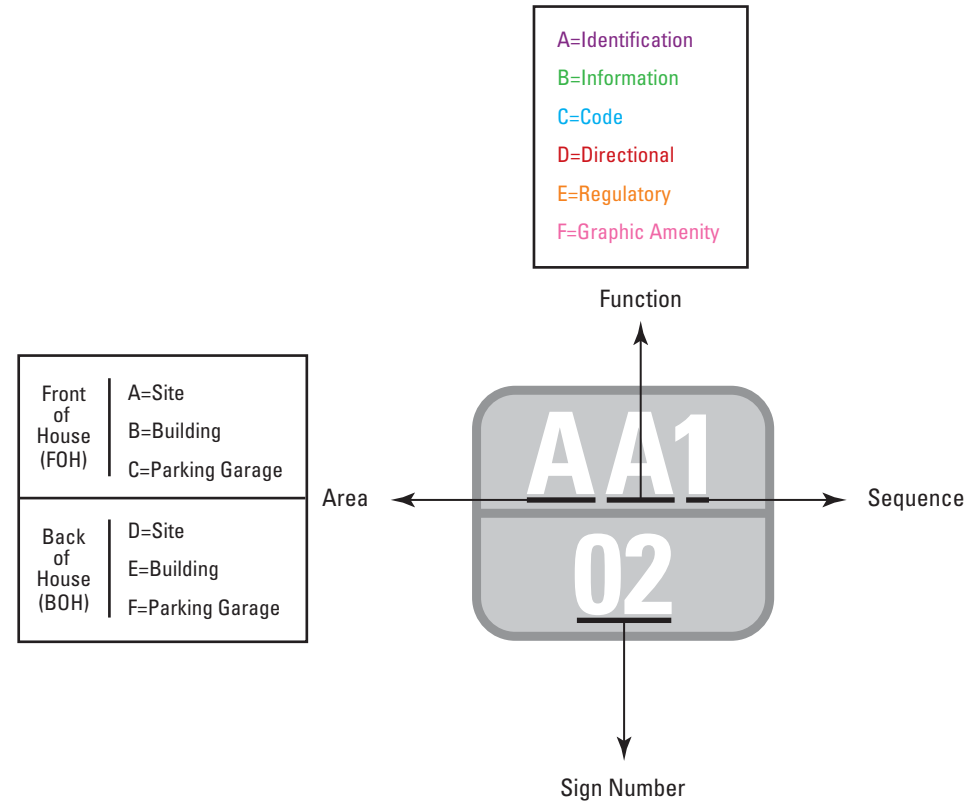 A=Identification
B=Information
C=Code
D=Directional
E=Regulatory
F=Graphic Amenity
Function
Front
of
House
(FOH)
A=Site
B=Building
C=Parking Garage
Back
of
House
(BOH)
D=Site
E=Building
F=Parking Garage
Area
A A 1
02
Sequence
Sign Number